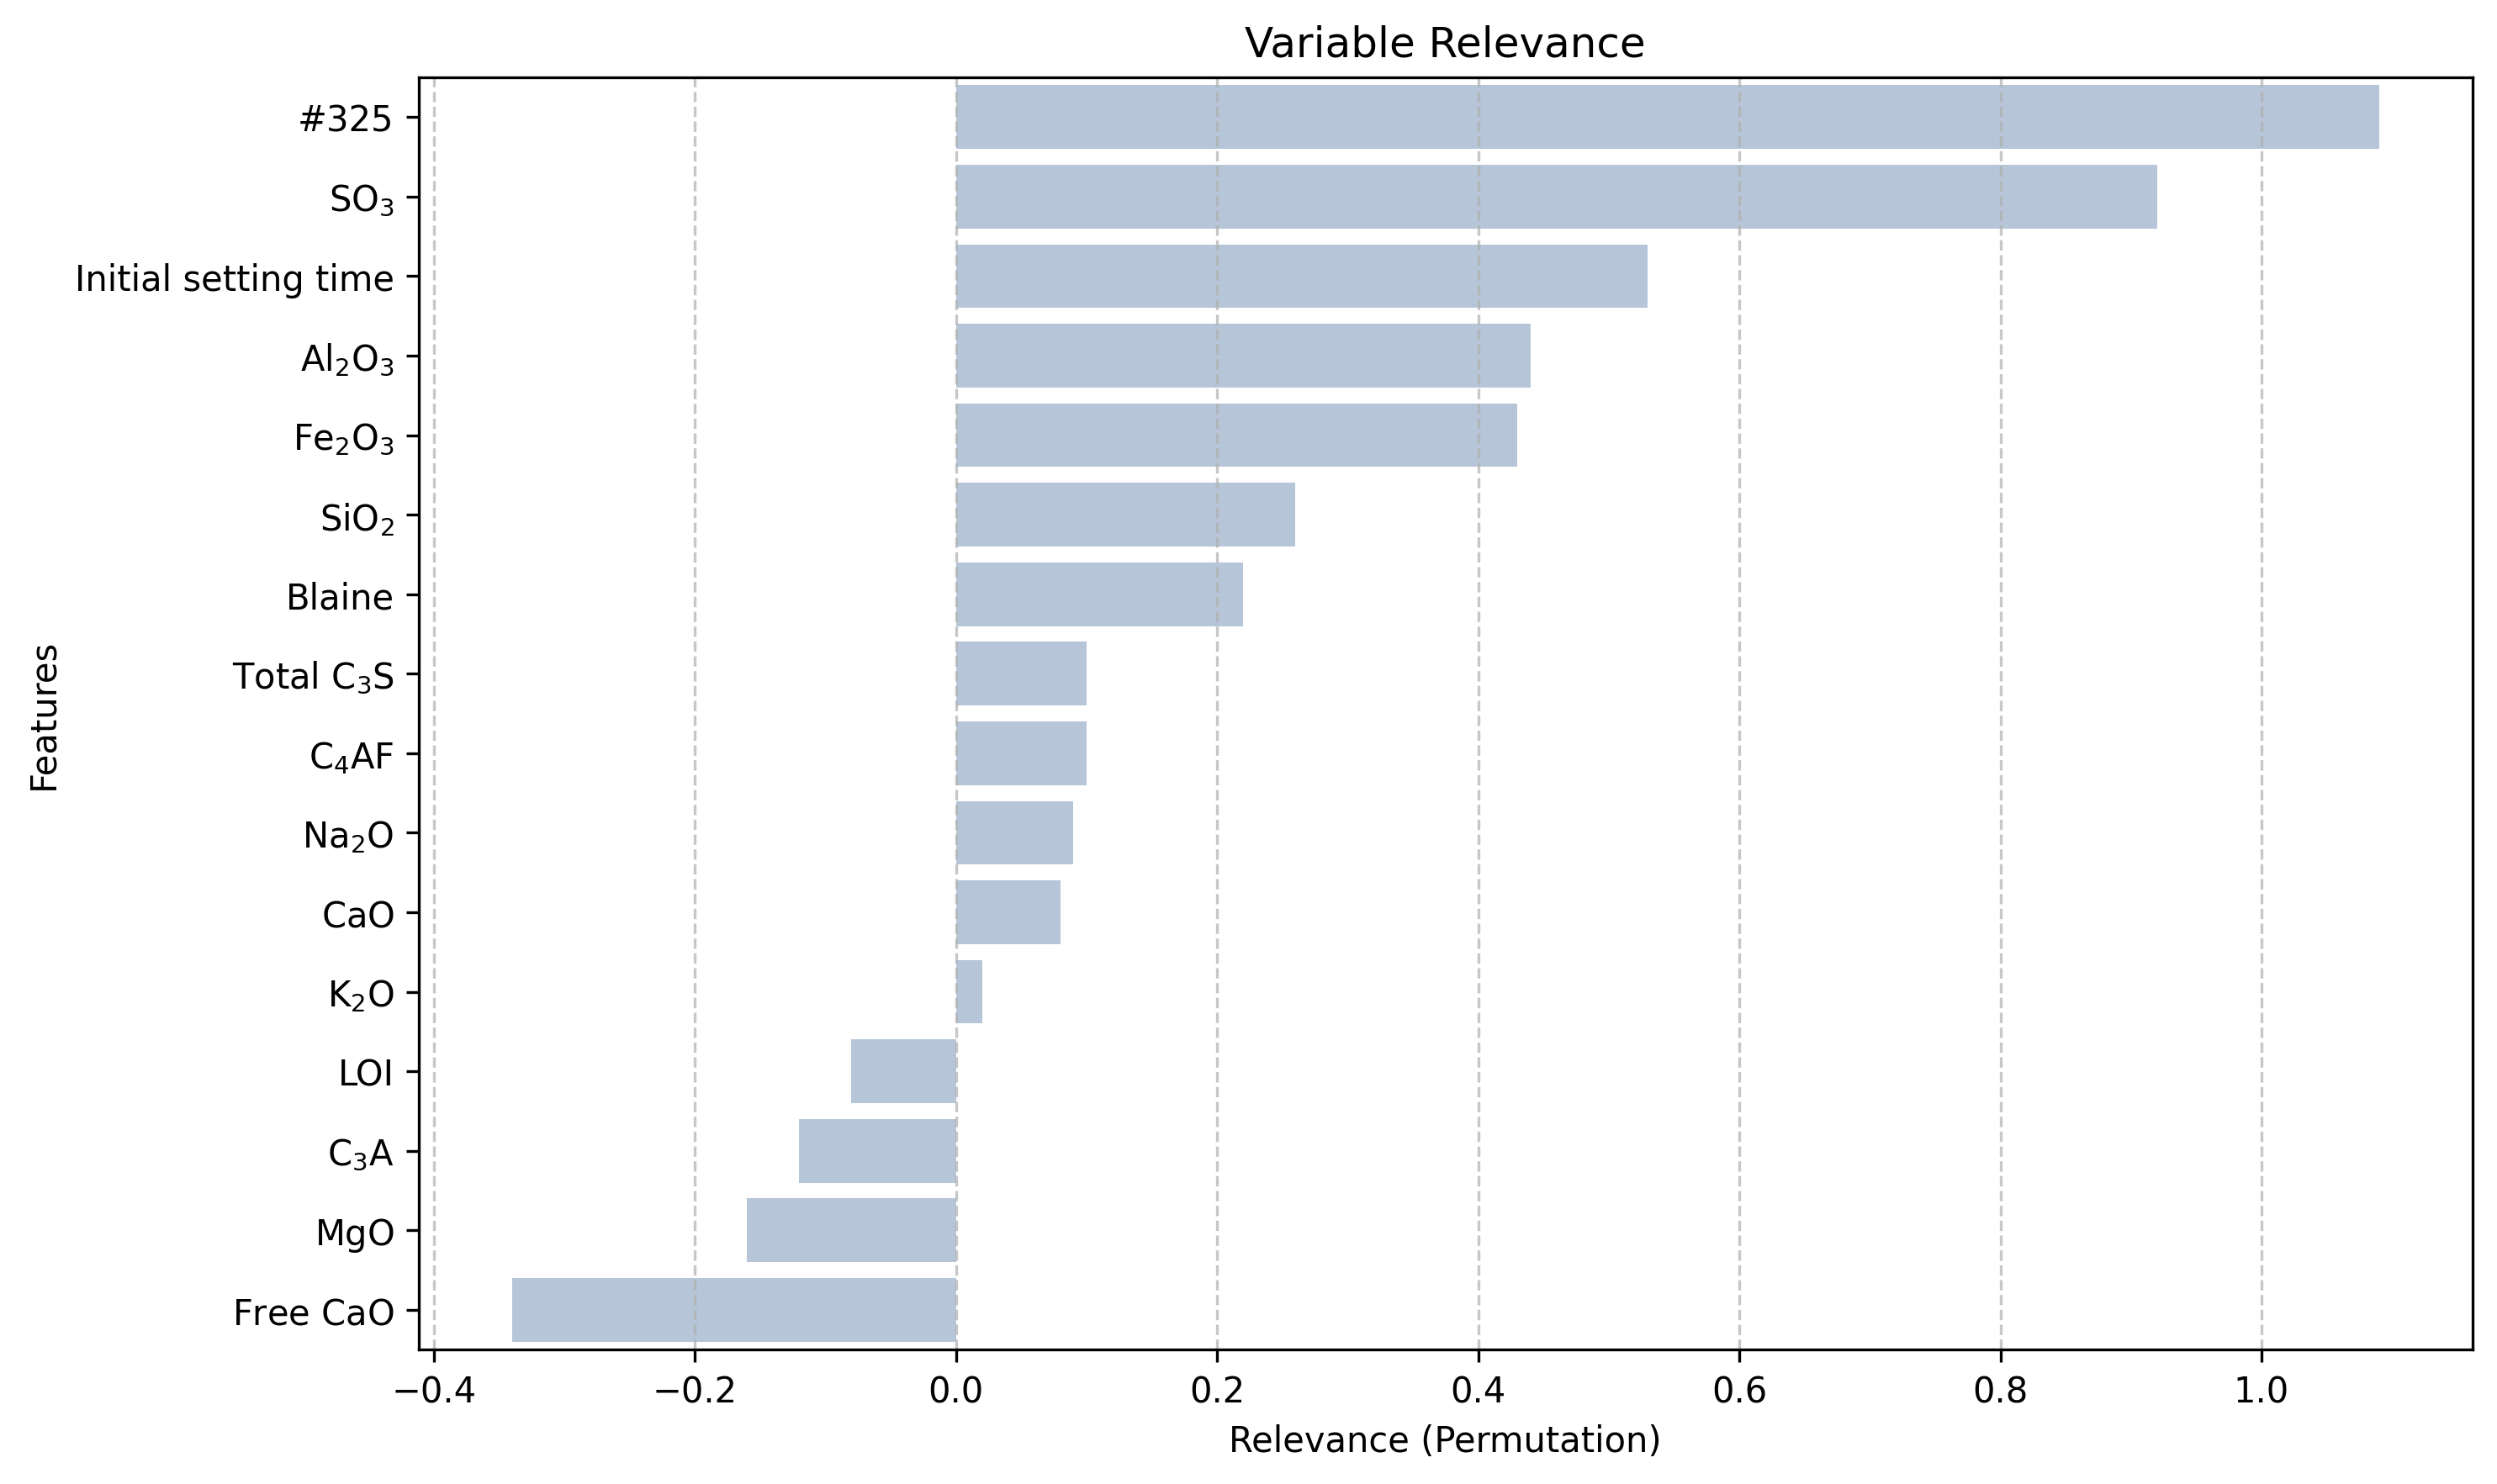 Variable Relevance
#325
SO₃
Initial setting time
Al₂O₃
Fe₂O₃
SiO₂
Blaine
Total C₃S
C₄AF
Na₂O
CaO
K₂O
LOI
C₃A
MgO
Free CaO
Features
−0.4 −0.2 0.0 0.2 0.4 0.6 0.8 1.0
Relevance (Permutation)